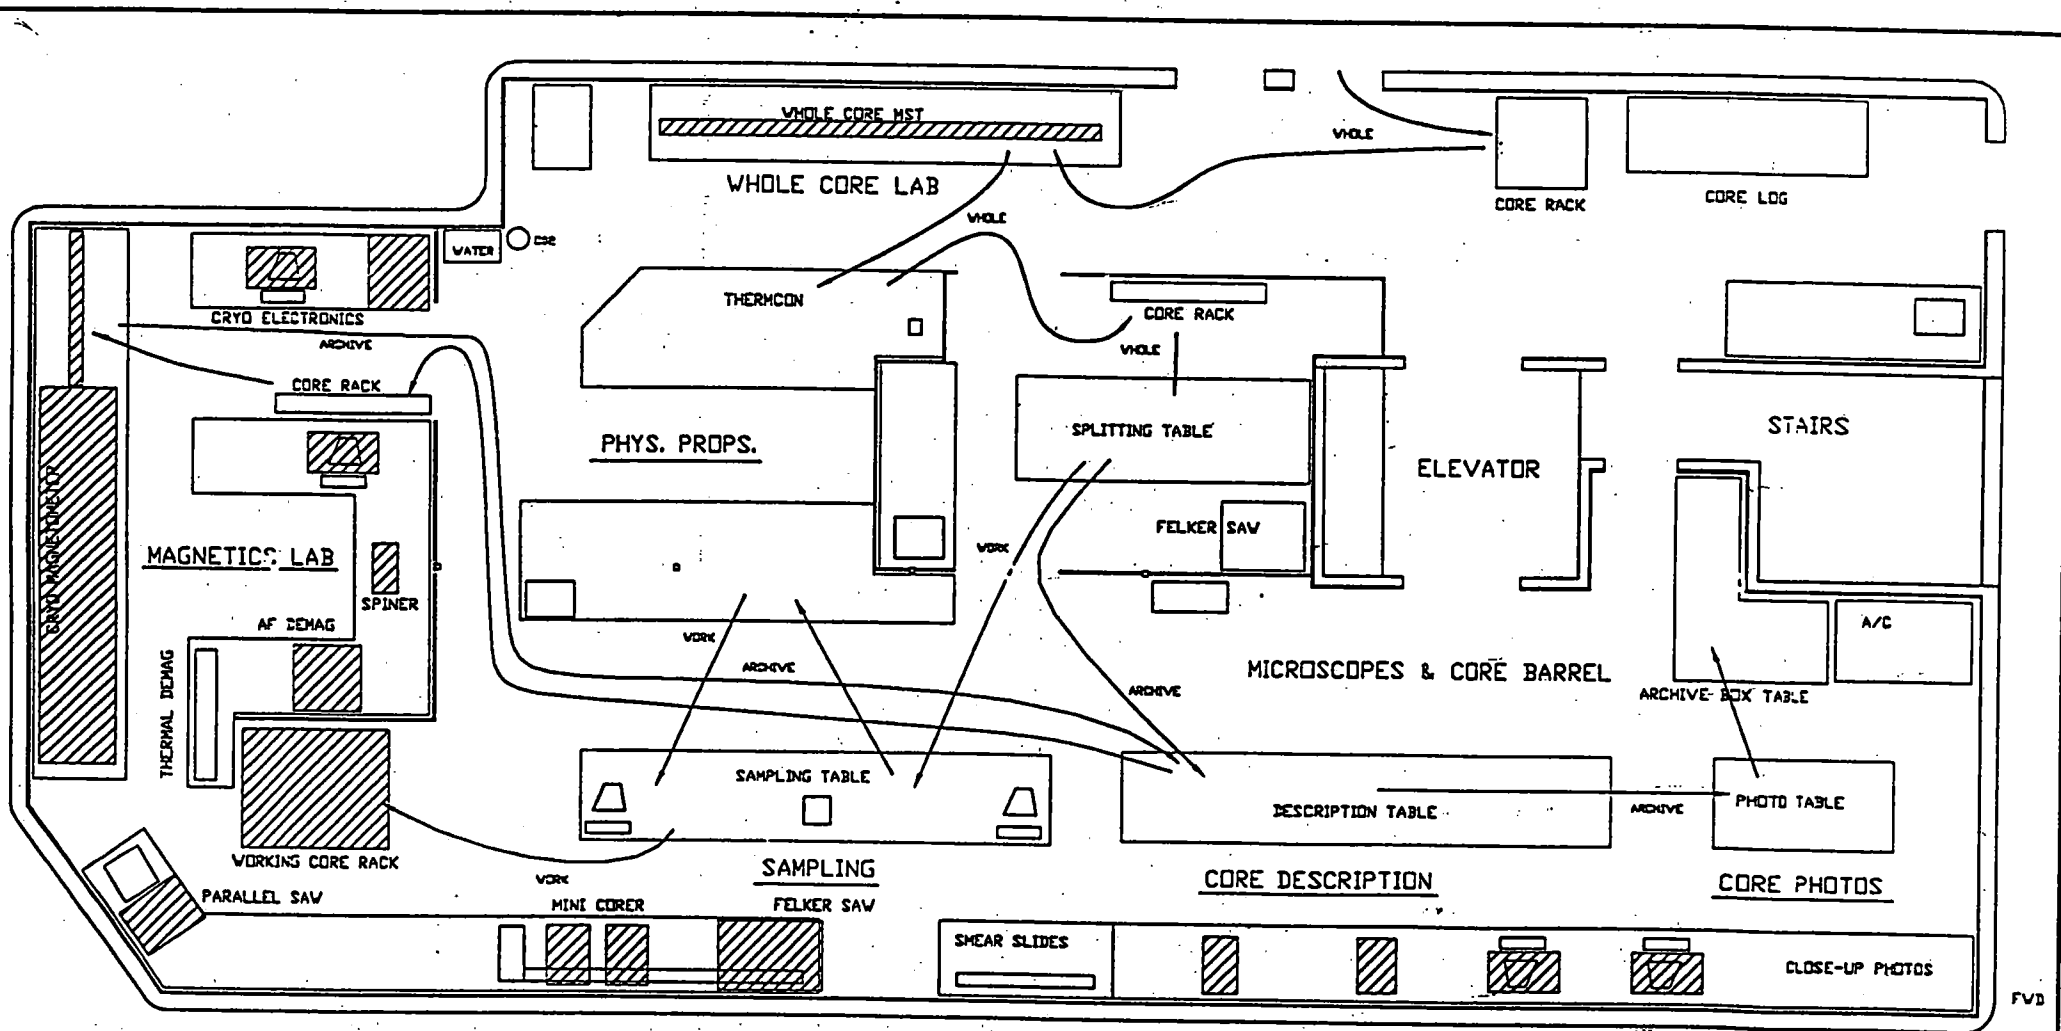 WHOLE CORE MST
WHOLE
WHOLE CORE LAB
CORE RACK
CORE LOG
WHOLE
WATER
THERMCON
CORE RACK
CRYO ELECTRONICS
ARCHIVE
WHOLE
CORE RACK
SPLITTING TABLE
STAIRS
PHYS. PROPS.
ELEVATOR
CRYO MAGNETOMETER
FELKER SAW
MAGNETICS LAB
WORK
SPINER
AF DEMAG
A/C
WORK
THERMAL DEMAG
ARCHIVE
MICROSCOPES & CORE BARREL
ARCHIVE
ARCHIVE BOX TABLE
SAMPLING TABLE
DESCRIPTION TABLE
ARCHIVE
PHOTO TABLE
WORKING CORE RACK
SAMPLING
WORK
CORE DESCRIPTION
CORE PHOTOS
PARALLEL SAW
MINI CORER
FELKER SAW
SMEAR SLIDES
CLOSE-UP PHOTOS
FWD